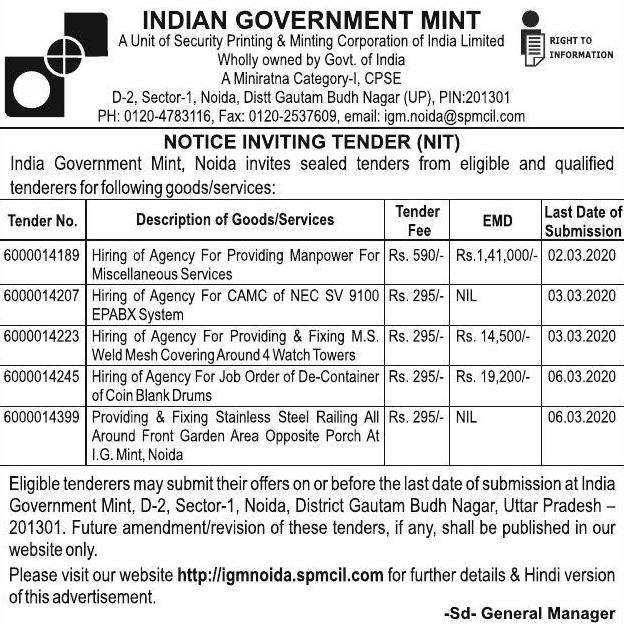 INDIAN GOVERNMENT MINT
A Unit of Security Printing & Minting Corporation of India Limited
Wholly owned by Govt. of India
A Miniratna Category-I, CPSE
D-2, Sector-1, Noida, Distt Gautam Budh Nagar (UP), PIN:201301
PH: 0120-4783116, Fax: 0120-2537609, email: igm.noida@spmcil.com
RIGHT TO
INFORMATION
NOTICE INVITING TENDER (NIT)
India Government Mint, Noida invites sealed tenders from eligible and qualified
tenderers for following goods/services:
Tender No. Description of Goods/Services Tender Fee EMD Last Date of Submission
6000014189 Hiring of Agency For Providing Manpower For Rs. 590/- Rs.1,41,000/- 02.03.2020
Miscellaneous Services
6000014207 Hiring of Agency For CAMC of NEC SV 9100 Rs. 295/- NIL 03.03.2020
EPABX System
6000014223 Hiring of Agency For Providing & Fixing M.S. Rs. 295/- Rs. 14,500/- 03.03.2020
Weld Mesh Covering Around 4 Watch Towers
6000014245 Hiring of Agency For Job Order of De-Container Rs. 295/- Rs. 19,200/- 06.03.2020
of Coin Blank Drums
6000014399 Providing & Fixing Stainless Steel Railing All Rs. 295/- NIL 06.03.2020
Around Front Garden Area Opposite Porch At
I.G. Mint, Noida
Eligible tenderers may submit their offers on or before the last date of submission at India
Government Mint, D-2, Sector-1, Noida, District Gautam Budh Nagar, Uttar Pradesh –
201301. Future amendment/revision of these tenders, if any, shall be published in our
website only.
Please visit our website http://igmnoida.spmcil.com for further details & Hindi version
of this advertisement.
-Sd- General Manager